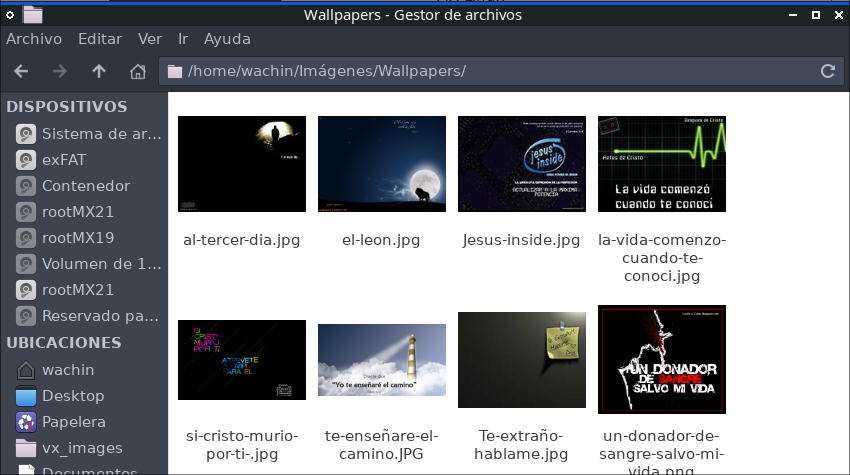 Wallpapers - Gestor de archivos
Archivo Editar Ver Ir Ayuda
/home/wachin/Imágenes/Wallpapers/
DISPOSITIVOS
Sistema de ar...
exFAT
Contenedor
rootMX21
rootMX19
Volumen de 1...
rootMX21
Reservado pa...
UBICACIONES
wachin
Desktop
Papelera
vx_images
Documentos
al-tercer-dia.jpg
el-leon.jpg
jesus
inside
ACTUALIZAR A LA MAXIMA
POTENCIA
Jesus-inside.jpg
Despues de Cristo
Antes de Cristo
La vida comenzó
cuando te conocí
la-vida-comenzo-
cuando-te-
conoci.jpg
SI
CRISTO
MURIO
POR TI
ATREVETE
A VIVIR
PARA EL
si-cristo-murio-
por-ti-.jpg
“Yo te enseñaré el camino”
te-enseñare-el-
camino.JPG
Te-extraño-
hablame.jpg
UN DONADOR
DE SANGRE
SALVO MI VIDA
un-donador-de-
sangre-salvo-mi-
vida.png